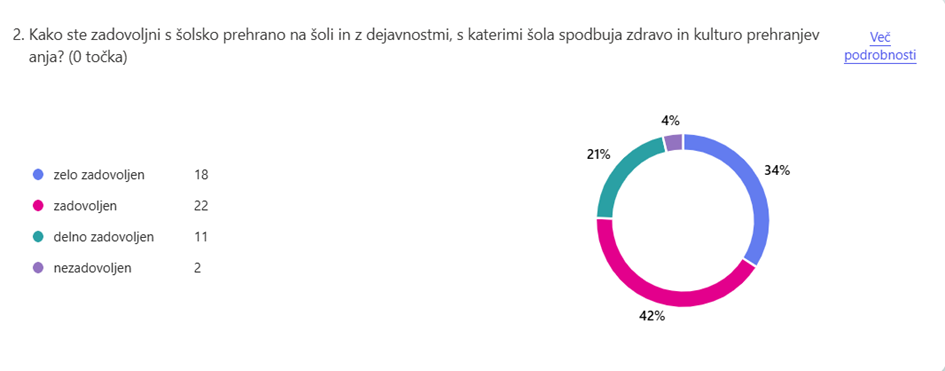 2. Kako ste zadovoljni s šolsko prehrano na šoli in z dejavnostmi, s katerimi šola spodbuja zdravo in kulturo prehranjev
anja? (0 točka)
Več
podrobnosti
zelo zadovoljen 18
zadovoljen 22
delno zadovoljen 11
nezadovoljen 2
4%
21%
34%
42%